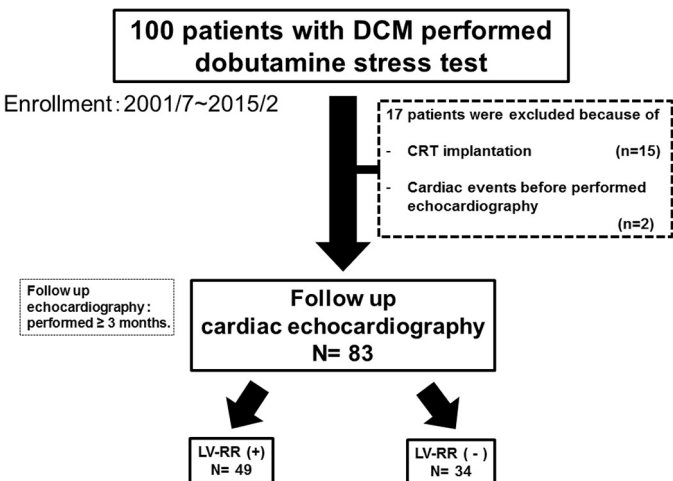 100 patients with DCM performed
dobutamine stress test
Enrollment：2001/7~2015/2
17 patients were excluded because of
- CRT implantation (n=15)
- Cardiac events before performed
echocardiography
(n=2)
Follow up
echocardiography :
performed ≥ 3 months.
Follow up
cardiac echocardiography
N= 83
LV-RR (+)
N= 49
LV-RR ( - )
N= 34